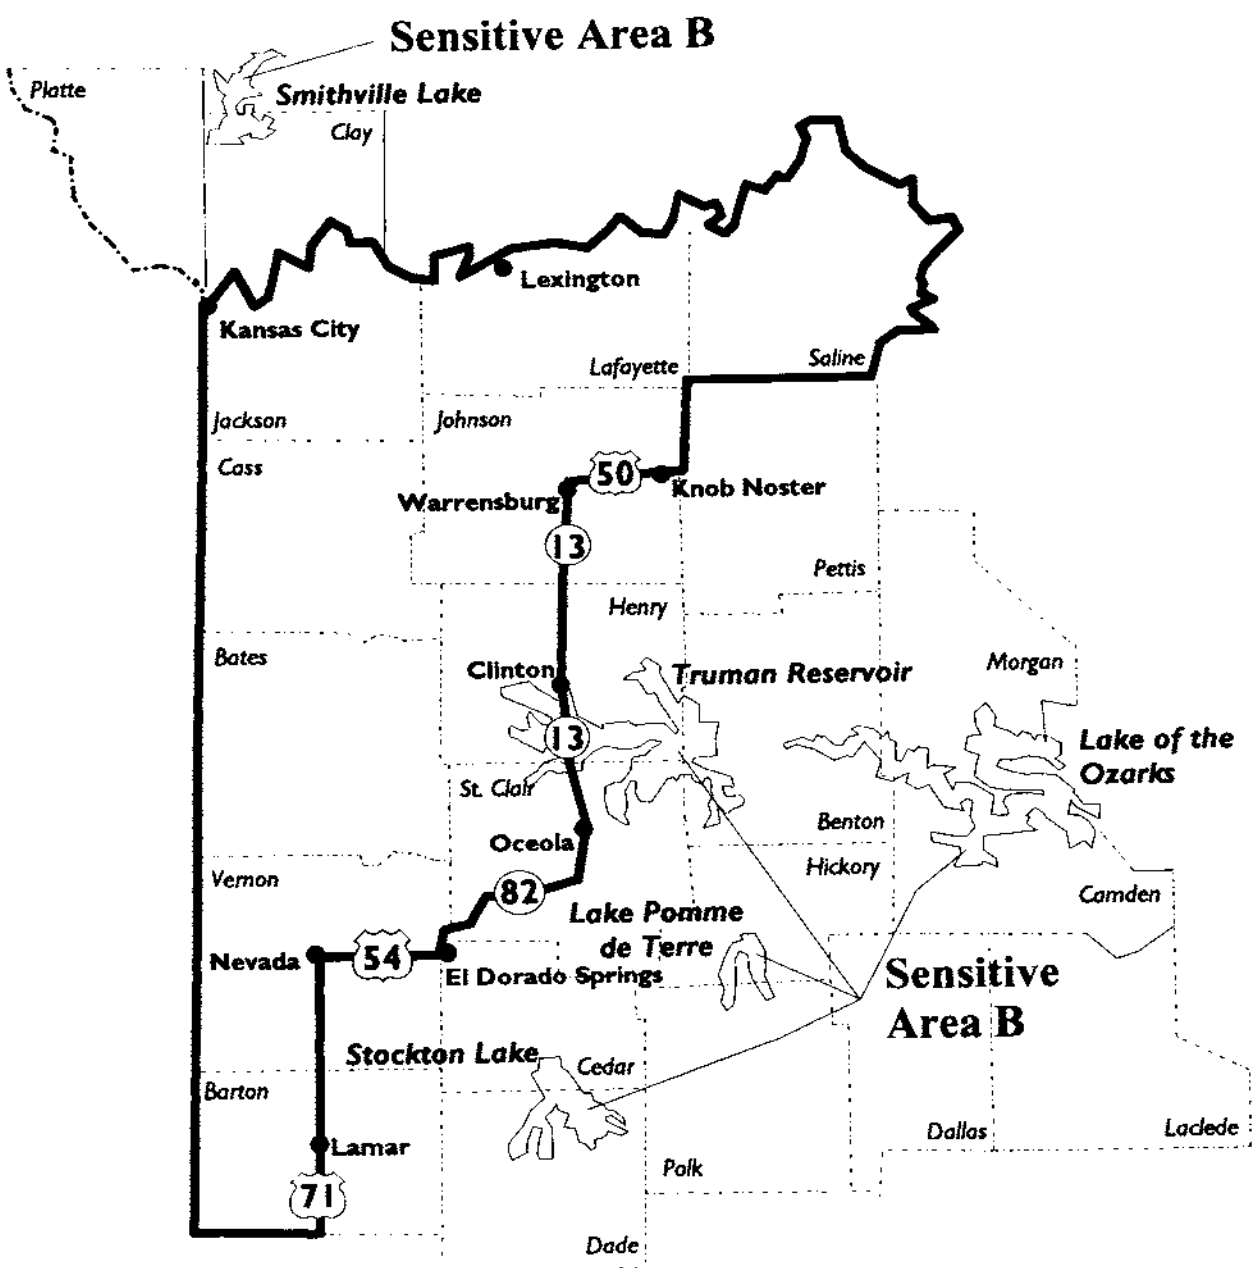 Sensitive Area B
Platte
Smithville Lake
Clay
Lexington
Kansas City
Lafayette
Saline
Jackson
Johnson
Cass
50
Knob Noster
Warrensburg
13
Pettis
Henry
Bates
Clinton
Truman Reservoir
Morgan
13
Lake of the
Ozarks
St. Clair
Benton
Oceola
Hickory
Vernon
82
Camden
Lake Pomme
de Terre
Nevada
54
El Dorado Springs
Sensitive
Area B
Stockton Lake
Cedar
Barton
Lamar
Dallas
Laclede
Polk
71
Dade